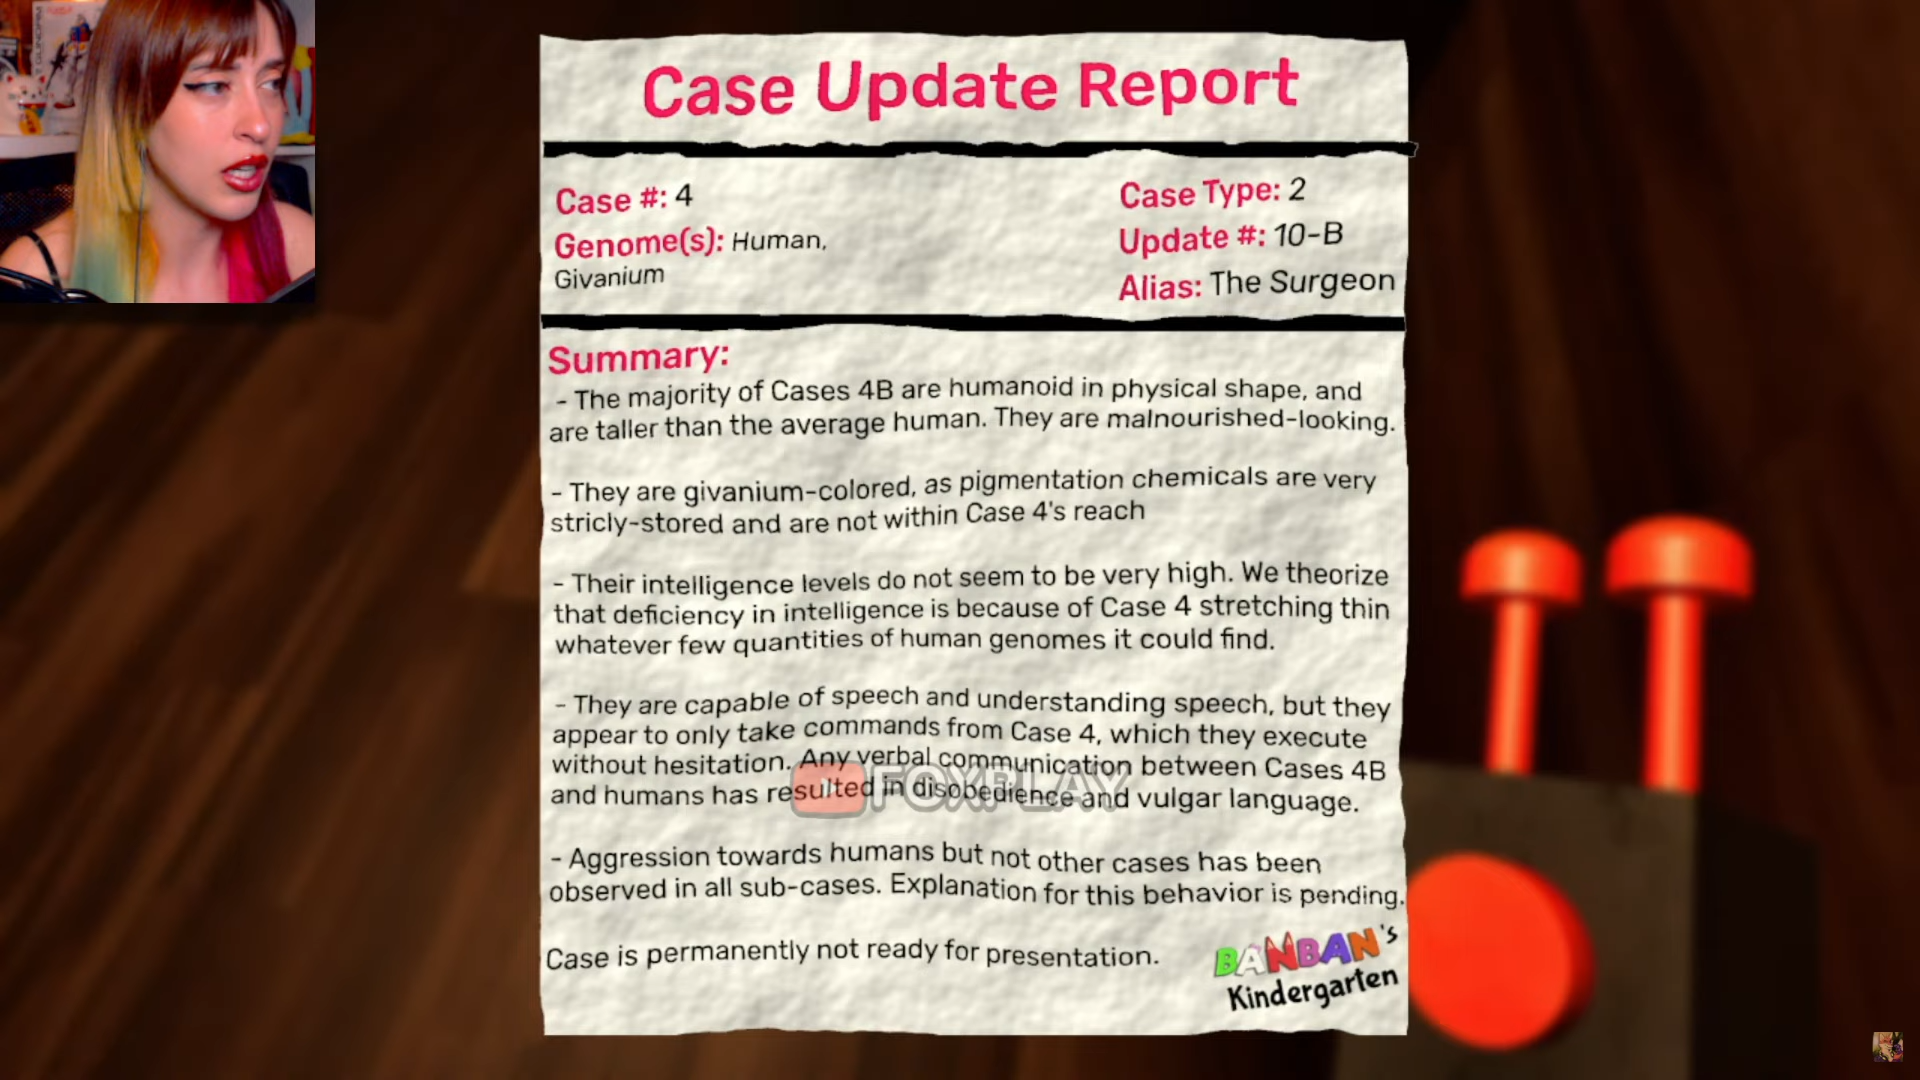 Case Update Report
Case #: 4
Genome(s): Human,
Givanium
Case Type: 2
Update #: 10-B
Alias: The Surgeon
Summary:
- The majority of Cases 4B are humanoid in physical shape, and
are taller than the average human. They are malnourished-looking.
- They are givanium-colored, as pigmentation chemicals are very
stricly-stored and are not within Case 4's reach
- Their intelligence levels do not seem to be very high. We theorize
that deficiency in intelligence is because of Case 4 stretching thin
whatever few quantities of human genomes it could find.
- They are capable of speech and understanding speech, but they
appear to only take commands from Case 4, which they execute
without hesitation. Any verbal communication between Cases 4B
and humans has resulted in disobedience and vulgar language.
FOXPLAY
- Aggression towards humans but not other cases has been
observed in all sub-cases. Explanation for this behavior is pending.
Case is permanently not ready for presentation.
BANBAN's
Kindergarten